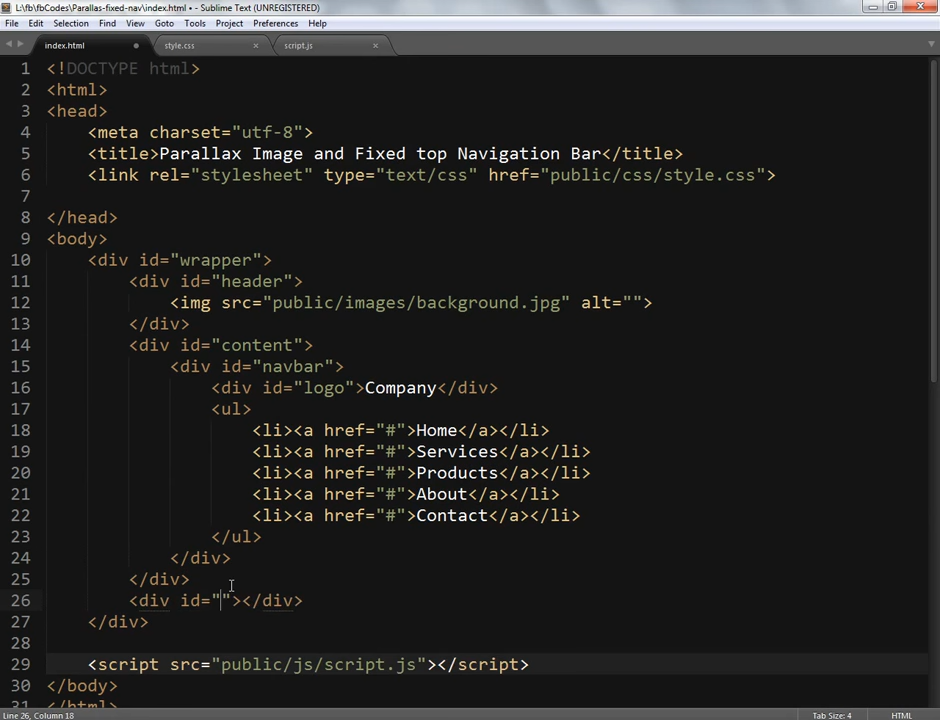 L:\fb\fbCodes\Parallas-fixed-nav\index.html • - Sublime Text (UNREGISTERED)
File Edit Selection Find View Goto Tools Project Preferences Help
index.html style.css script.js
1 <!DOCTYPE html>
2 <html>
3 <head>
4 <meta charset="utf-8">
5 <title>Parallax Image and Fixed top Navigation Bar</title>
6 <link rel="stylesheet" type="text/css" href="public/css/style.css">
7
8 </head>
9 <body>
10 <div id="wrapper">
11 <div id="header">
12 <img src="public/images/background.jpg" alt="">
13 </div>
14 <div id="content">
15 <div id="navbar">
16 <div id="logo">Company</div>
17 <ul>
18 <li><a href="#">Home</a></li>
19 <li><a href="#">Services</a></li>
20 <li><a href="#">Products</a></li>
21 <li><a href="#">About</a></li>
22 <li><a href="#">Contact</a></li>
23 </ul>
24 </div>
25 </div>
26 <div id=""></div>
27 </div>
28
29 <script src="public/js/script.js"></script>
30 </body>
31 </html>
Line 26, Column 18 Tab Size: 4 HTML